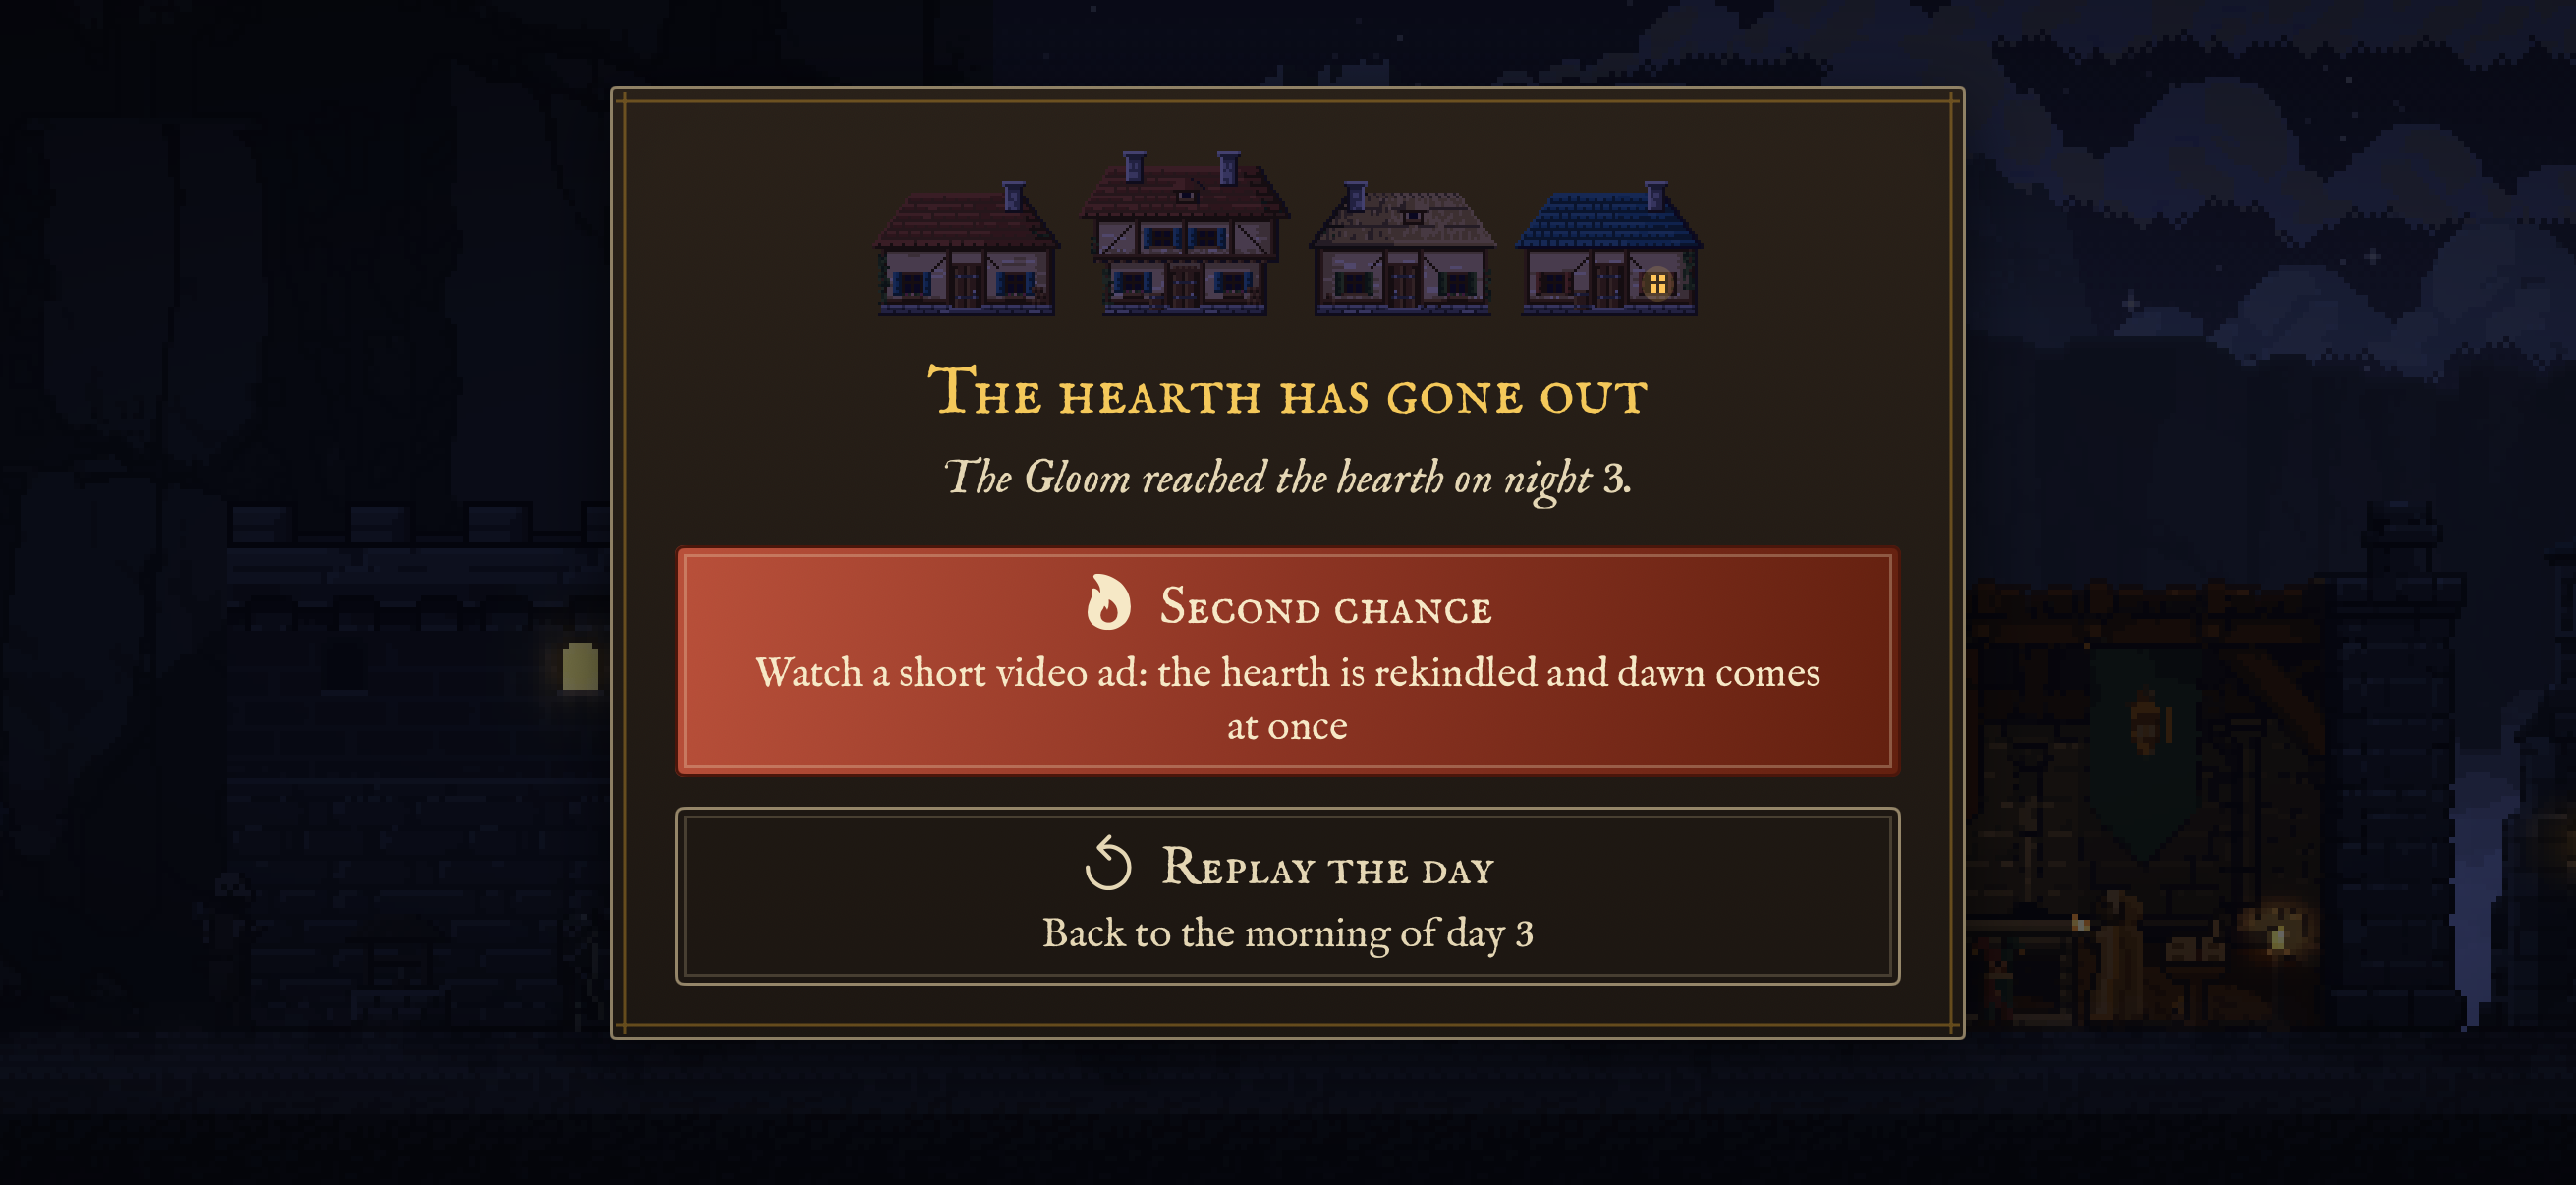 The hearth has gone out
The Gloom reached the hearth on night 3.
Second chance
Watch a short video ad: the hearth is rekindled and dawn comes
at once
Replay the day
Back to the morning of day 3